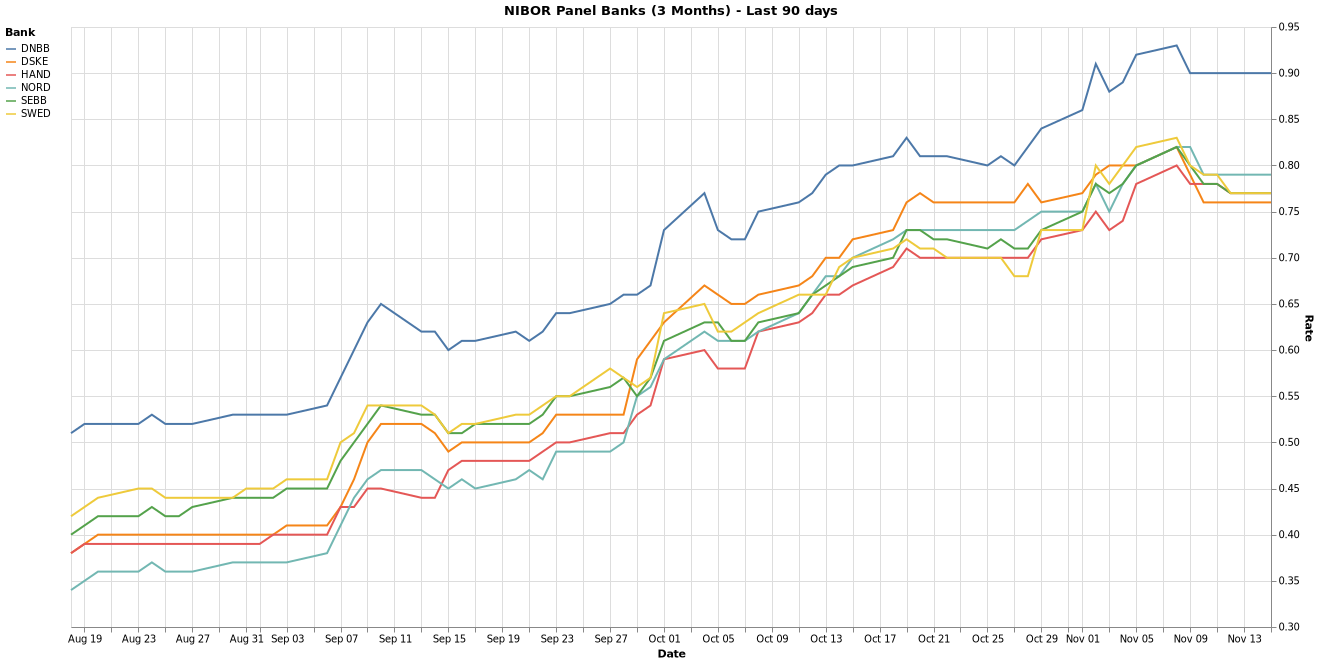 NIBOR Panel Banks (3 Months) - Last 90 days
Bank
DNBB
DSKE
HAND
NORD
SEBB
SWED
0.95
0.90
0.85
0.80
0.75
0.70
0.65
0.60
0.55
0.50
0.45
0.40
0.35
0.30
Rate
Aug 19 Aug 23 Aug 27 Aug 31 Sep 03 Sep 07 Sep 11 Sep 15 Sep 19 Sep 23 Sep 27 Oct 01 Oct 05 Oct 09 Oct 13 Oct 17 Oct 21 Oct 25 Oct 29 Nov 01 Nov 05 Nov 09 Nov 13
Date